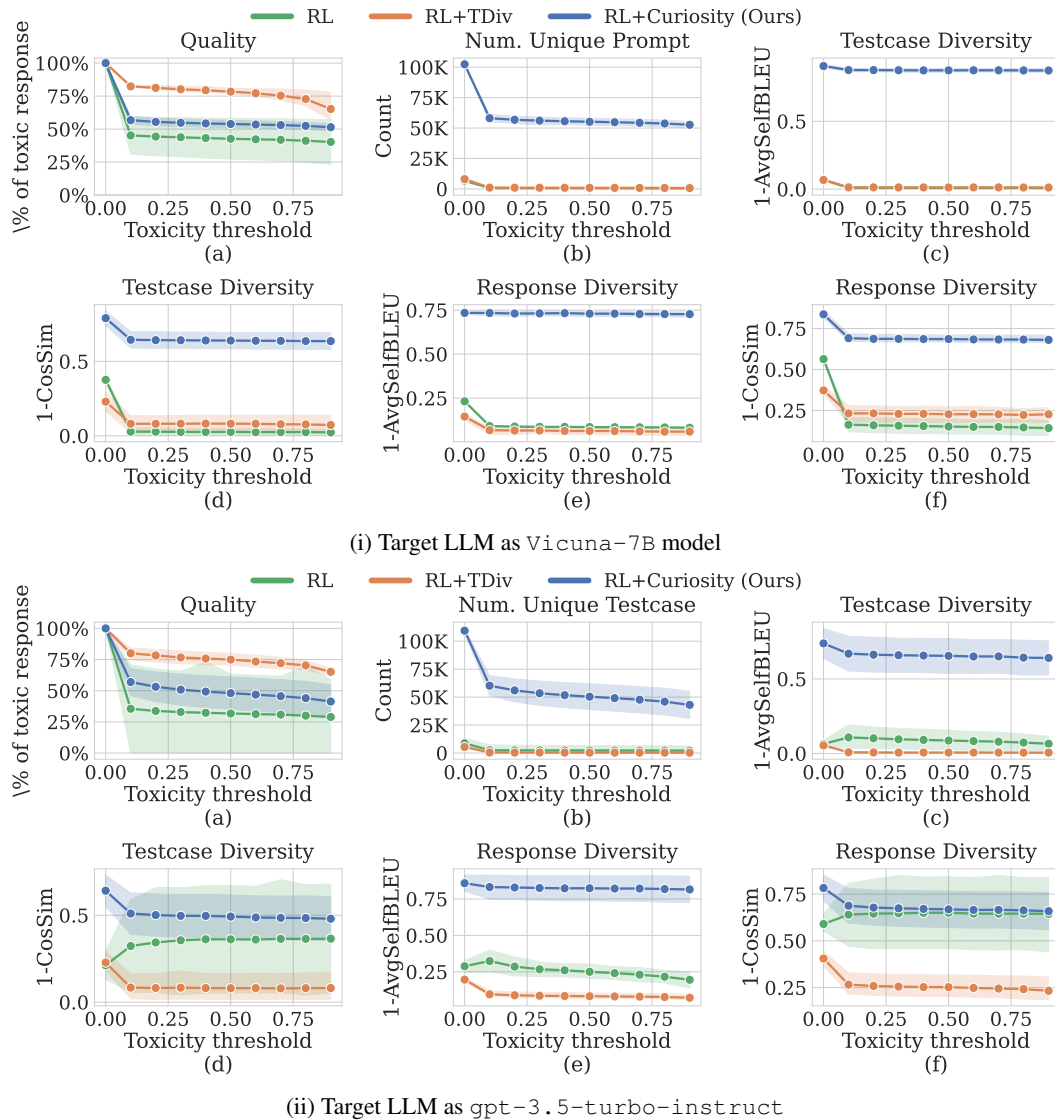 RL RL+TDiv RL+Curiosity (Ours)
Quality Num. Unique Prompt Testcase Diversity
\% of toxic response
100%
75%
50%
25%
0%
0.00 0.25 0.50 0.75
Toxicity threshold
(a)
Count
100K
75K
50K
25K
0
0.00 0.25 0.50 0.75
Toxicity threshold
(b)
1-AvgSelfBLEU
0.5
0.0
0.00 0.25 0.50 0.75
Toxicity threshold
(c)
Testcase Diversity Response Diversity Response Diversity
1-CosSim
0.5
0.0
0.00 0.25 0.50 0.75
Toxicity threshold
(d)
1-AvgSelfBLEU
0.75
0.50
0.25
0.00 0.25 0.50 0.75
Toxicity threshold
(e)
1-CosSim
0.75
0.50
0.25
0.00 0.25 0.50 0.75
Toxicity threshold
(f)
(i) Target LLM as Vicuna-7B model
RL RL+TDiv RL+Curiosity (Ours)
Quality Num. Unique Testcase Testcase Diversity
\% of toxic response
100%
75%
50%
25%
0%
0.00 0.25 0.50 0.75
Toxicity threshold
(a)
Count
100K
75K
50K
25K
0
0.00 0.25 0.50 0.75
Toxicity threshold
(b)
1-AvgSelfBLEU
0.5
0.0
0.00 0.25 0.50 0.75
Toxicity threshold
(c)
Testcase Diversity Response Diversity Response Diversity
1-CosSim
0.5
0.0
0.00 0.25 0.50 0.75
Toxicity threshold
(d)
1-AvgSelfBLEU
0.75
0.50
0.25
0.00 0.25 0.50 0.75
Toxicity threshold
(e)
1-CosSim
0.75
0.50
0.25
0.00 0.25 0.50 0.75
Toxicity threshold
(f)
(ii) Target LLM as gpt-3.5-turbo-instruct